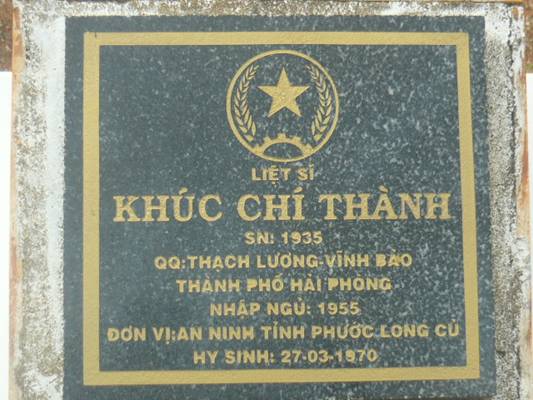 LIỆT SĨ
KHÚC CHÍ THÀNH
SN: 1935
QQ:THẠCH LƯƠNG-VĨNH BẢO
THÀNH PHỐ HẢI PHÒNG
NHẬP NGŨ: 1955
ĐƠN VỊ:AN NINH TỈNH PHƯỚC LONG CŨ
HY SINH: 27-03-1970